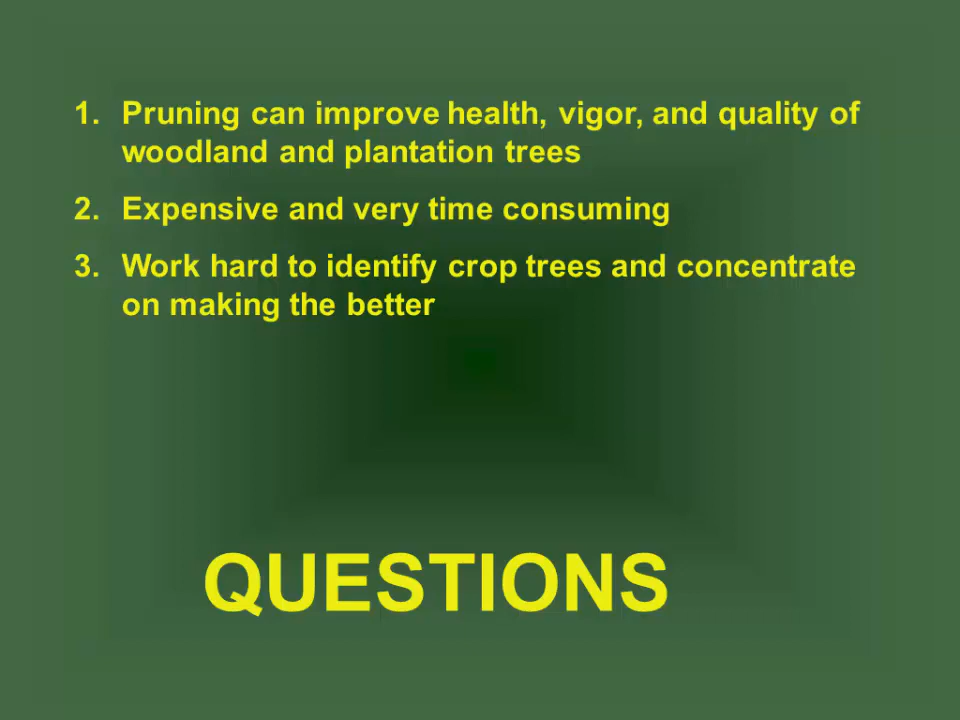 1. Pruning can improve health, vigor, and quality of
woodland and plantation trees
2. Expensive and very time consuming
3. Work hard to identify crop trees and concentrate
on making the better
QUESTIONS